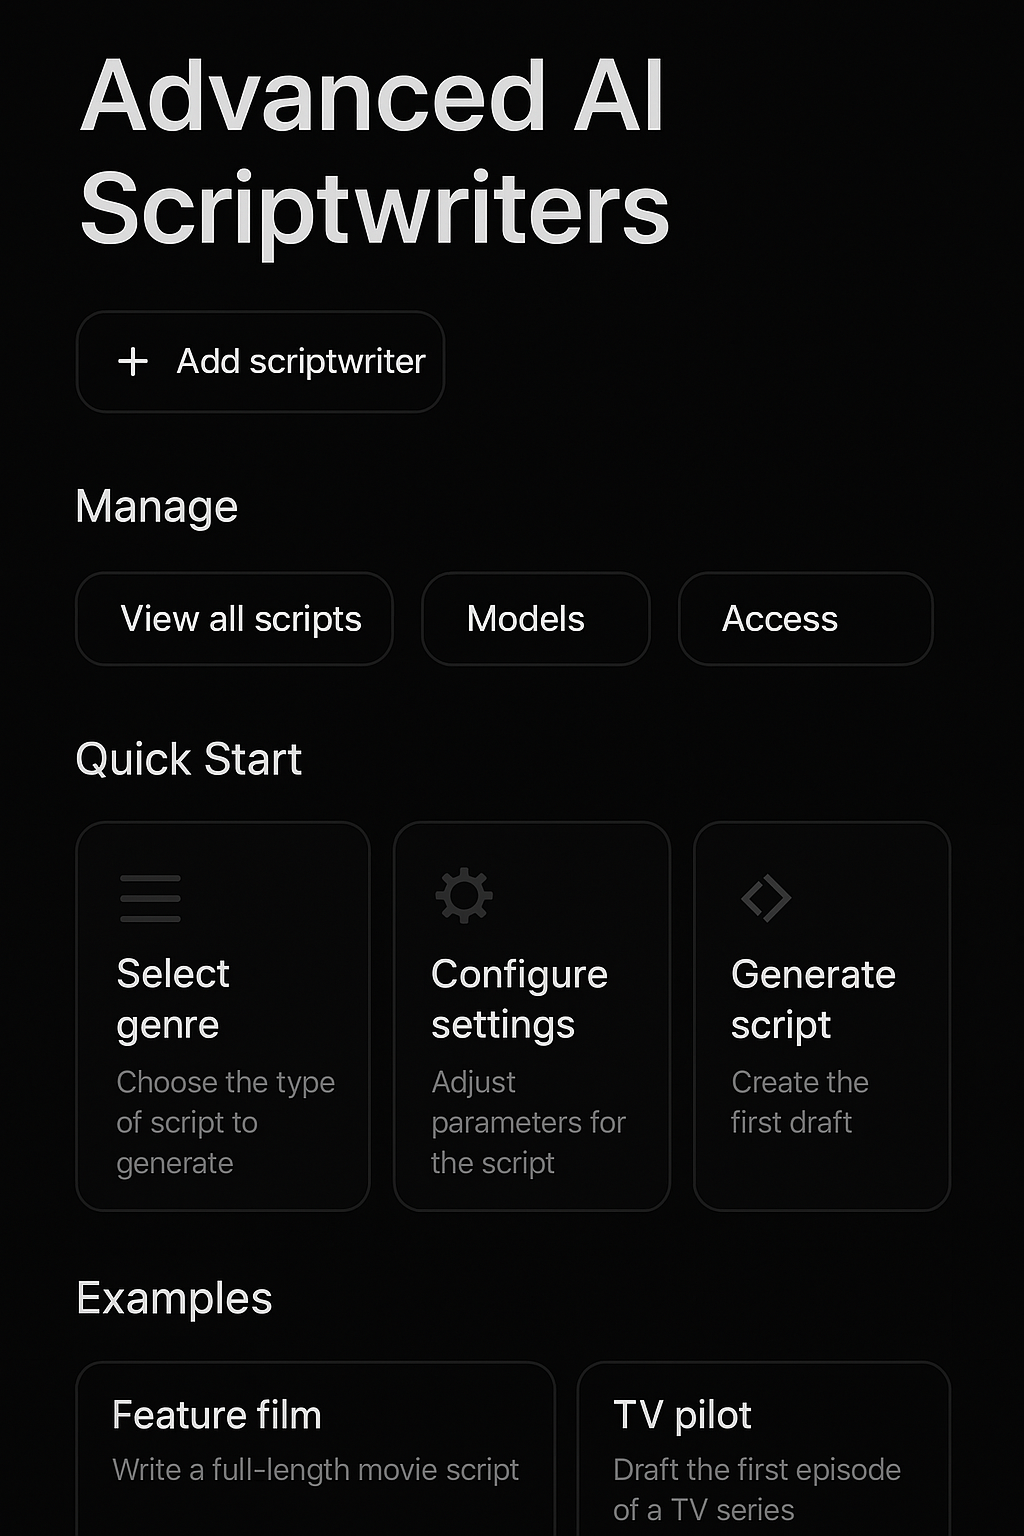 Advanced AI
Scriptwriters
+ Add scriptwriter
Manage
View all scripts
Models
Access
Quick Start
Select
genre
Choose the type
of script to
generate
Configure
settings
Adjust
parameters for
the script
Generate
script
Create the
first draft
Examples
Feature film
Write a full-length movie script
TV pilot
Draft the first episode
of a TV series